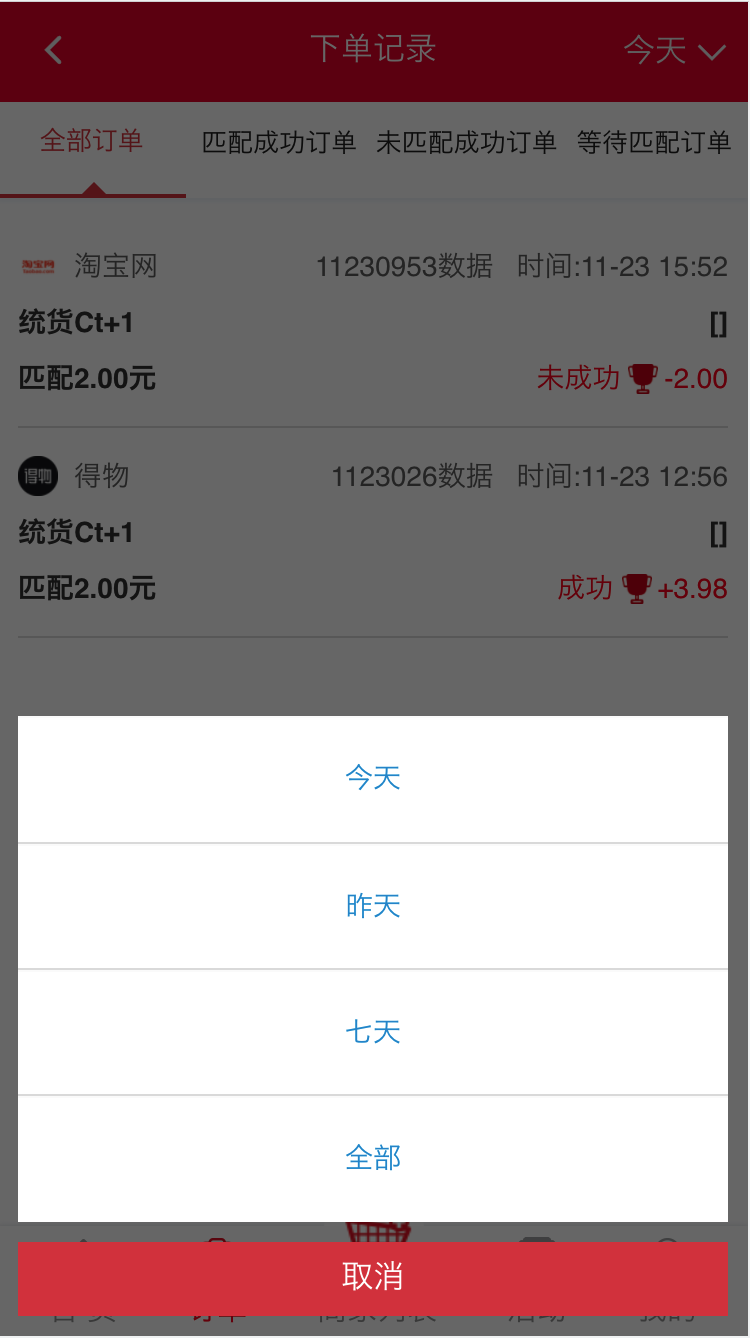 下单记录
今天
全部订单
匹配成功订单
未匹配成功订单
等待匹配订单
淘宝网
淘宝网 11230953数据 时间:11-23 15:52
统货Ct+1 []
匹配2.00元 未成功 -2.00
得物
得物 1123026数据 时间:11-23 12:56
统货Ct+1 []
匹配2.00元 成功 +3.98
今天
昨天
七天
全部
取消